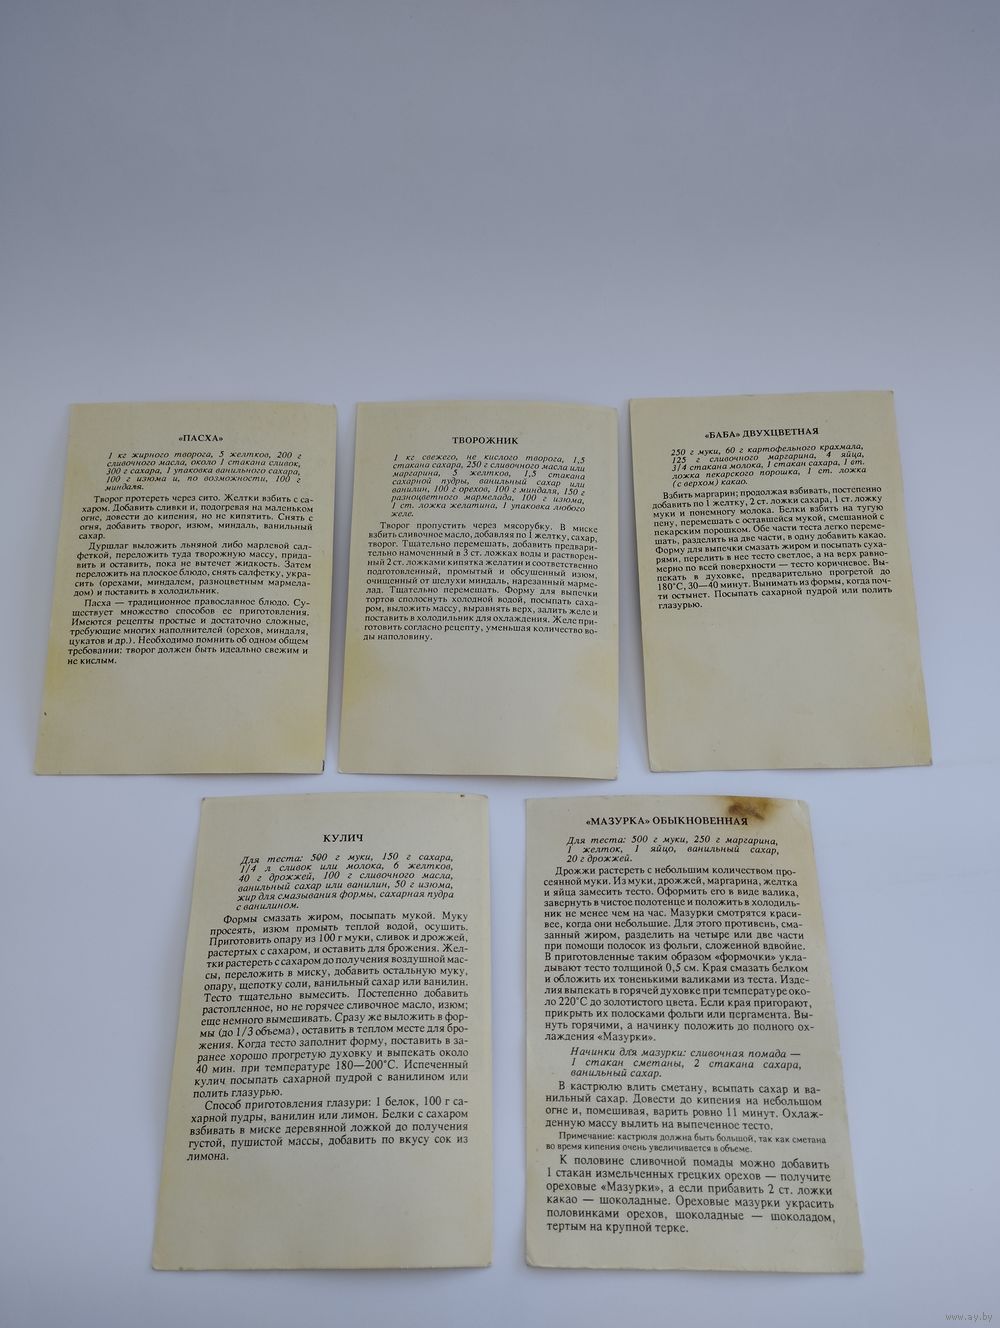 «ПАСХА»
1 кг жирного творога, 5 желтков, 200 г
сливочного масла, около 1 стакана сливок,
300 г сахара, 1 упаковка ванильного сахара,
100 г изюма и, по возможности, 100 г
миндаля.
Творог протереть через сито. Желтки взбить с са-
харом. Добавить сливки и, подогревая на маленьком
огне, довести до кипения, но не кипятить. Снять с
огня, добавить творог, изюм, миндаль, ванильный
сахар.
Дуршлаг выложить льняной либо марлевой сал-
феткой, переложить туда творожную массу, прида-
вить и оставить, пока не вытечет жидкость. Затем
переложить на плоское блюдо, снять салфетку, укра-
сить (орехами, миндалем, разноцветным мармела-
дом) и поставить в холодильник.
Пасха — традиционное православное блюдо. Су-
ществует множество способов ее приготовления.
Имеются рецепты простые и достаточно сложные,
требующие многих наполнителей (орехов, миндаля,
цукатов и др.). Необходимо помнить об одном общем
требовании: творог должен быть идеально свежим и
не кислым.
ТВОРОЖНИК
1 кг свежего, не кислого творога, 1,5
стакана сахара, 250 г сливочного масла или
маргарина, 5 желтков, 1,5 стакана
сахарной пудры, ванильный сахар или
ванилин, 100 г орехов, 100 г миндаля, 150 г
разноцветного мармелада, 100 г изюма,
1 ст. ложка желатина, 1 упаковка любого
желе.
Творог пропустить через мясорубку. В миске
взбить сливочное масло, добавляя по 1 желтку, сахар,
творог. Тщательно перемешать, добавить предвари-
тельно намоченный в 3 ст. ложках воды и растворен-
ный 2 ст. ложками кипятка желатин и соответственно
подготовленный, промытый и обсушенный изюм,
очищенный от шелухи миндаль, нарезанный марме-
лад. Тщательно перемешать. Форму для выпечки
тортов сполоснуть холодной водой, посыпать саха-
ром, выложить массу, выравнять верх, залить желе и
поставить в холодильник для охлаждения. Желе при-
готовить согласно рецепту, уменьшая количество во-
ды наполовину.
«БАБА» ДВУХЦВЕТНАЯ
250 г муки, 60 г картофельного крахмала,
125 г сливочного маргарина, 4 яйца,
3/4 стакана молока, 1 стакан сахара, 1 ст.
ложка пекарского порошка, 1 ст. ложка
(с верхом) какао.
Взбить маргарин; продолжая взбивать, постепенно
добавить по 1 желтку, 2 ст. ложки сахара, 1 ст. ложку
муки и понемногу молока. Белки взбить на тугую
пену, перемешать с оставшейся мукой, смешанной с
пекарским порошком. Обе части теста легко переме-
шать, разделить на две части, в одну добавить какао.
Форму для выпечки смазать жиром и посыпать суха-
рями, перелить в нее тесто светлое, а на верх равно-
мерно по всей поверхности — тесто коричневое. Вы-
пекать в духовке, предварительно прогретой до
180°С, 30—40 минут. Вынимать из формы, когда поч-
ти остынет. Посыпать сахарной пудрой или полить
глазурью.
КУЛИЧ
Для теста: 500 г муки, 150 г сахара,
1/4 л сливок или молока, 6 желтков,
40 г дрожжей, 100 г сливочного масла,
ванильный сахар или ванилин, 50 г изюма,
жир для смазывания формы, сахарная пудра
с ванилином.
Формы смазать жиром, посыпать мукой. Муку
просеять, изюм промыть теплой водой, осушить.
Приготовить опару из 100 г муки, сливок и дрожжей,
растертых с сахаром, и оставить для брожения. Жел-
тки растереть с сахаром до получения воздушной мас-
сы, переложить в миску, добавить остальную муку,
опару, щепотку соли, ванильный сахар или ванилин.
Тесто тщательно вымесить. Постепенно добавить
растопленное, но не горячее сливочное масло, изюм;
еще немного вымешивать. Сразу же выложить в фор-
мы (до 1/3 объема), оставить в теплом месте для бро-
жения. Когда тесто заполнит форму, поставить в за-
ранее хорошо прогретую духовку и выпекать около
40 мин. при температуре 180—200°С. Испеченный
кулич посыпать сахарной пудрой с ванилином или
полить глазурью.
Способ приготовления глазури: 1 белок, 100 г са-
харной пудры, ванилин или лимон. Белки с сахаром
взбивать в миске деревянной ложкой до получения
густой, пушистой массы, добавить по вкусу сок из
лимона.
«МАЗУРКА» ОБЫКНОВЕННАЯ
Для теста: 500 г муки, 250 г маргарина,
1 желток, 1 яйцо, ванильный сахар,
20 г дрожжей.
Дрожжи растереть с небольшим количеством про-
сеянной муки. Из муки, дрожжей, маргарина, желтка
и яйца замесить тесто. Оформить его в виде валика,
завернуть в чистое полотенце и положить в холодиль-
ник не менее чем на час. Мазурки смотрятся краси-
вее, когда они небольшие. Для этого противень, сма-
занный жиром, разделить на четыре или две части
при помощи полосок из фольги, сложенной вдвойне.
В приготовленные таким образом «формочки» укла-
дывают тесто толщиной 0,5 см. Края смазать белком
и обложить их тоненькими валиками из теста. Изде-
лия выпекать в горячей духовке при температуре око-
ло 220°С до золотистого цвета. Если края пригорают,
прикрыть их полосками фольги или пергамента. Вы-
нуть горячими, а начинку положить до полного ох-
лаждения «Мазурки».
Начинки для мазурки: сливочная помада —
1 стакан сметаны, 2 стакана сахара,
ванильный сахар.
В кастрюлю влить сметану, всыпать сахар и ва-
нильный сахар. Довести до кипения на небольшом
огне и, помешивая, варить ровно 11 минут. Охлаж-
денную массу вылить на выпеченное тесто.
Примечание: кастрюля должна быть большой, так как сметана
во время кипения очень увеличивается в объеме.
К половине сливочной помады можно добавить
1 стакан измельченных грецких орехов — получите
ореховые «Мазурки», а если прибавить 2 ст. ложки
какао — шоколадные. Ореховые мазурки украсить
половинками орехов, шоколадные — шоколадом,
тертым на крупной терке.
www.ay.by